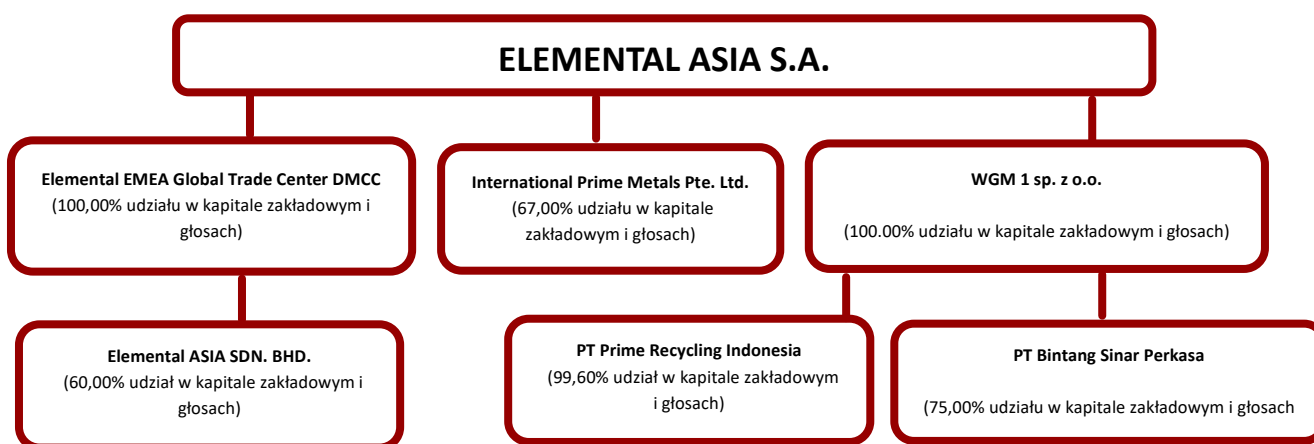 ELEMENTAL ASIA S.A.
Elemental EMEA Global Trade Center DMCC
(100,00% udziału w kapitale zakładowym i
głosach)
International Prime Metals Pte. Ltd.
(67,00% udziału w kapitale
zakładowym i głosach)
WGM 1 sp. z o.o.
(100.00% udziału w kapitale zakładowym i głosach)
Elemental ASIA SDN. BHD.
(60,00% udział w kapitale zakładowym i
głosach)
PT Prime Recycling Indonesia
(99,60% udział w kapitale zakładowym
i głosach)
PT Bintang Sinar Perkasa
(75,00% udziału w kapitale zakładowym i głosach